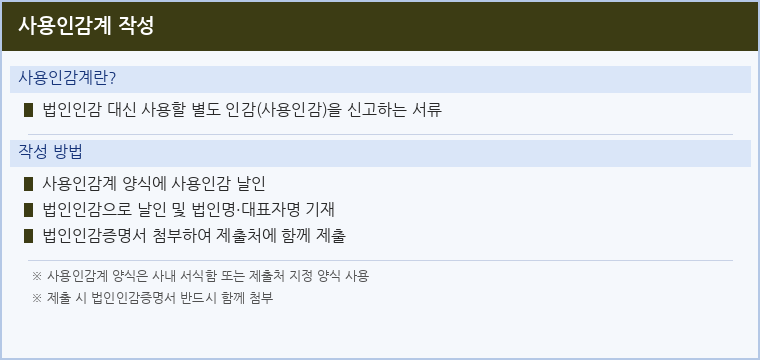 사용인감계 작성
사용인감계란?
법인인감 대신 사용할 별도 인감(사용인감)을 신고하는 서류
작성 방법
사용인감계 양식에 사용인감 날인
법인인감으로 날인 및 법인명·대표자명 기재
법인인감증명서 첨부하여 제출처에 함께 제출
※ 사용인감계 양식은 사내 서식함 또는 제출처 지정 양식 사용
※ 제출 시 법인인감증명서 반드시 함께 첨부